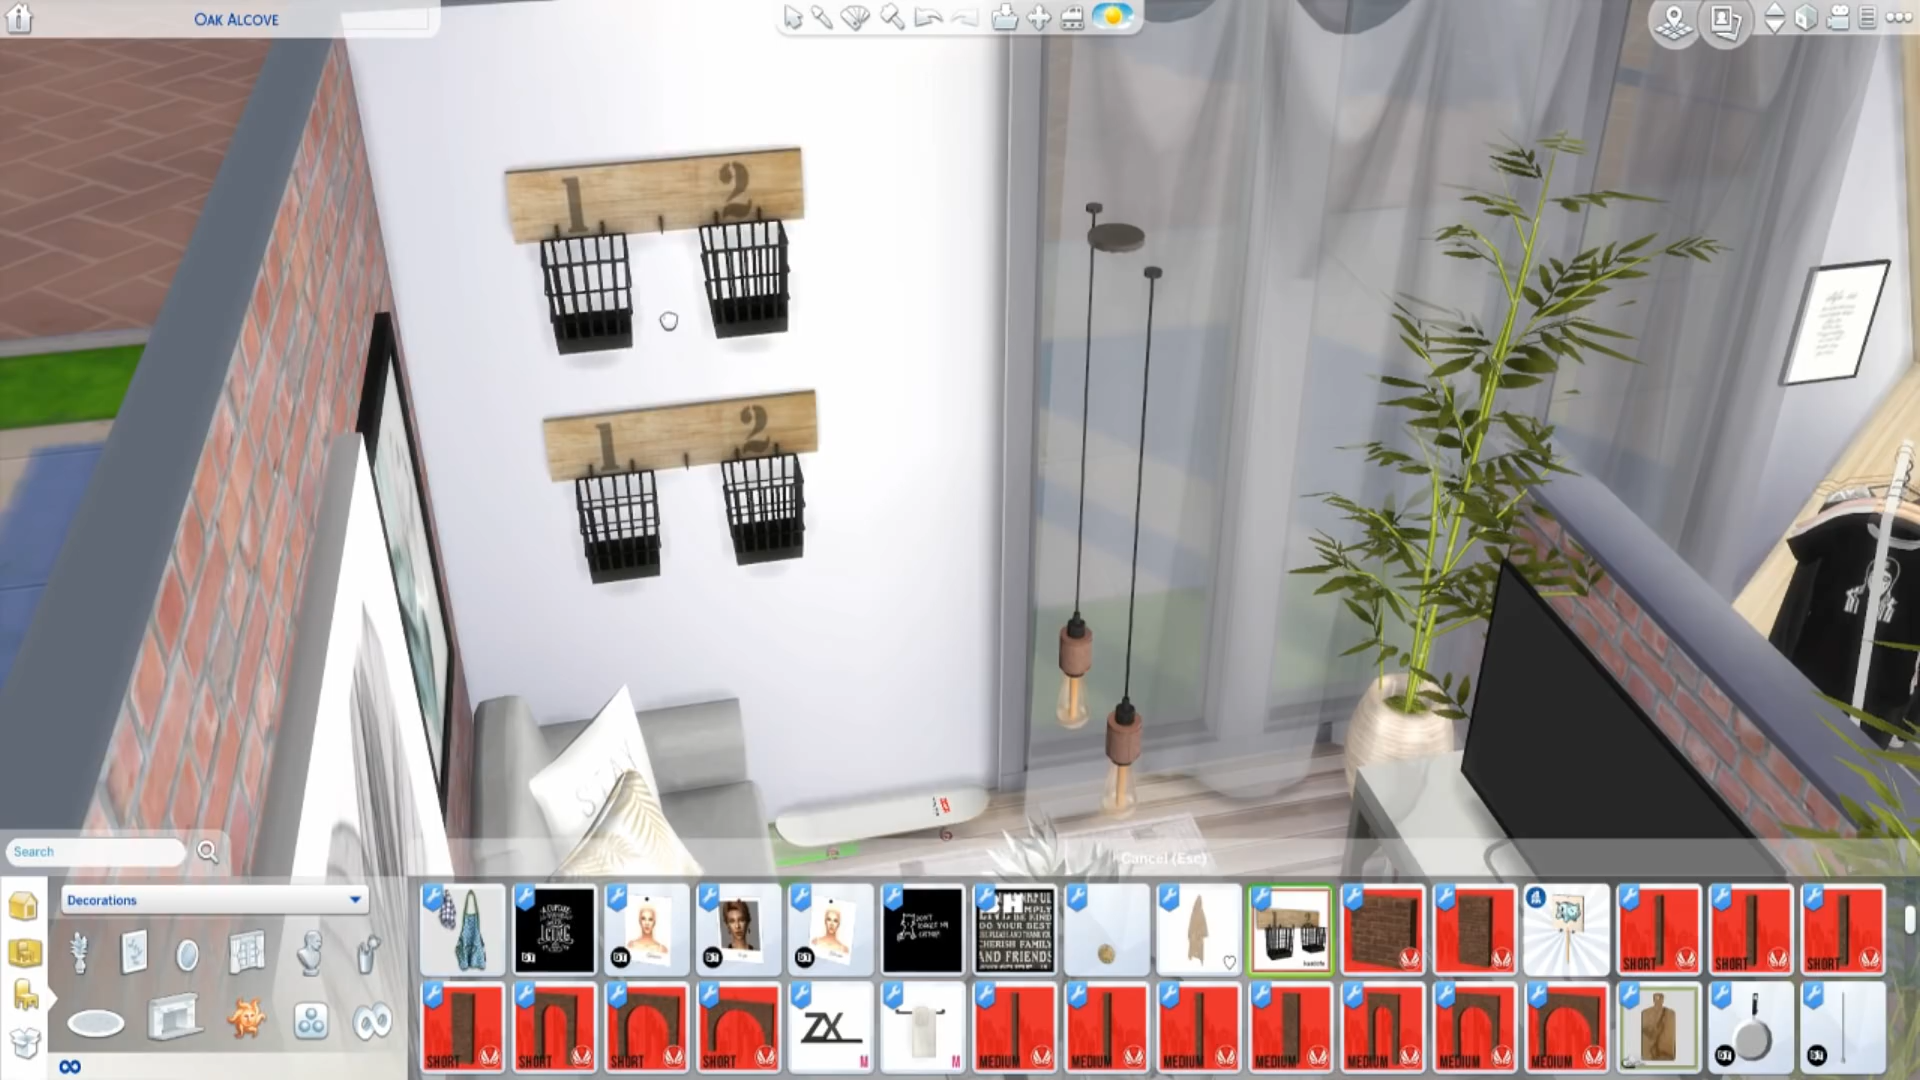 OAK ALCOVE
1 2
1 2
Cancel (Esc)
Search
Decorations
SHORT
SHORT
SHORT
SHORT
SHORT
SHORT
SHORT
ZX
M
M
MEDIUM
MEDIUM
MEDIUM
MEDIUM
MEDIUM
MEDIUM
MEDIUM
DO YOUR BEST
CHERISH FAMILY
AND FRIENDS